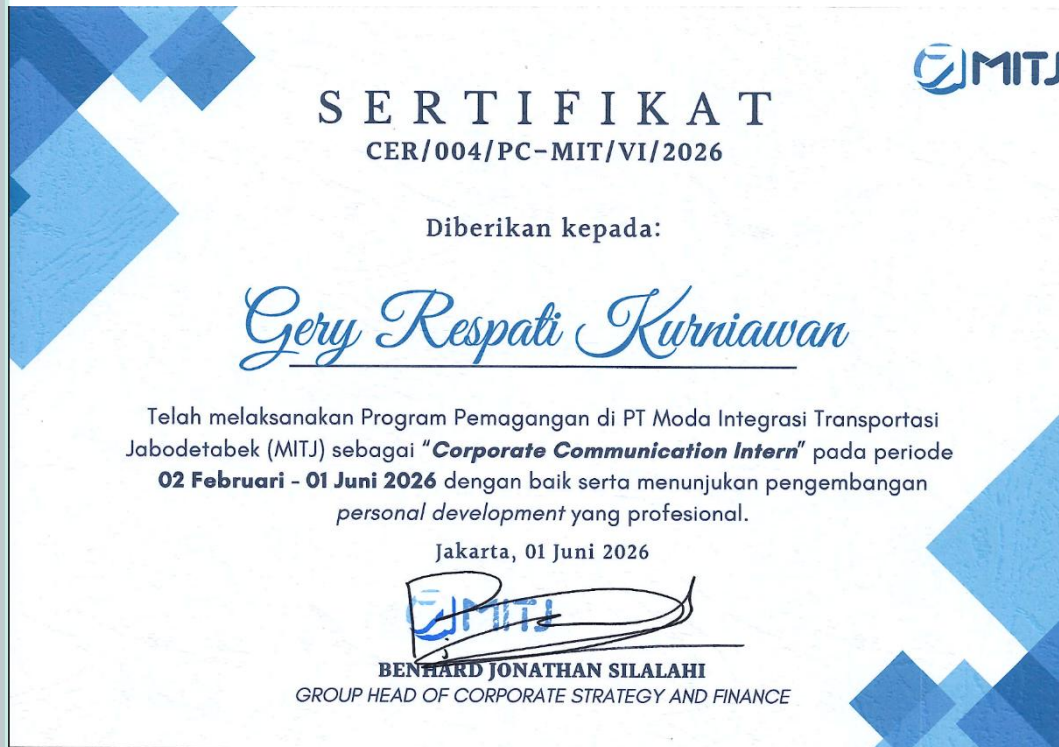 MITJ
SERTIFIKAT
CER/004/PC-MIT/VI/2026
Diberikan kepada:
Gery Respati Kurniawan
Telah melaksanakan Program Pemagangan di PT Moda Integrasi Transportasi
Jabodetabek (MITJ) sebagai “Corporate Communication Intern” pada periode
02 Februari - 01 Juni 2026 dengan baik serta menunjukan pengembangan
personal development yang profesional.
Jakarta, 01 Juni 2026
MITJ
BENHARD JONATHAN SILALAHI
GROUP HEAD OF CORPORATE STRATEGY AND FINANCE